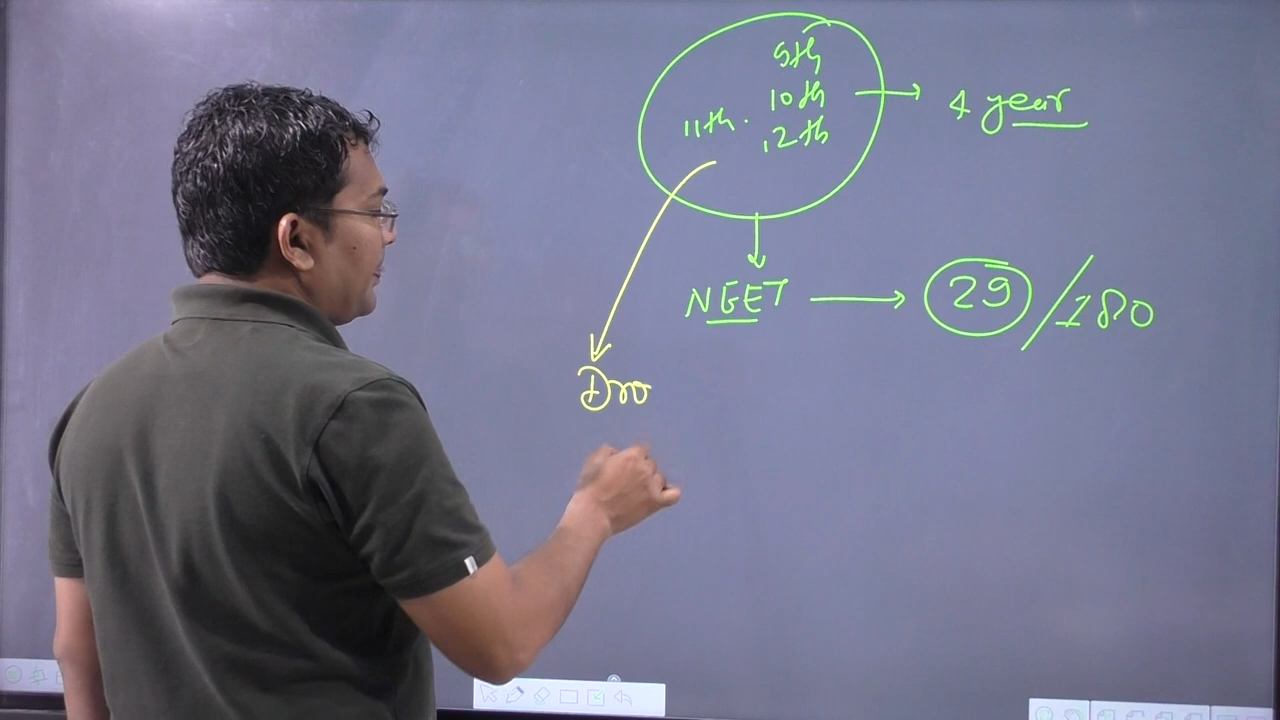 9th
10th → 4 year
11th.
12th
NEET → 29/180
Dro